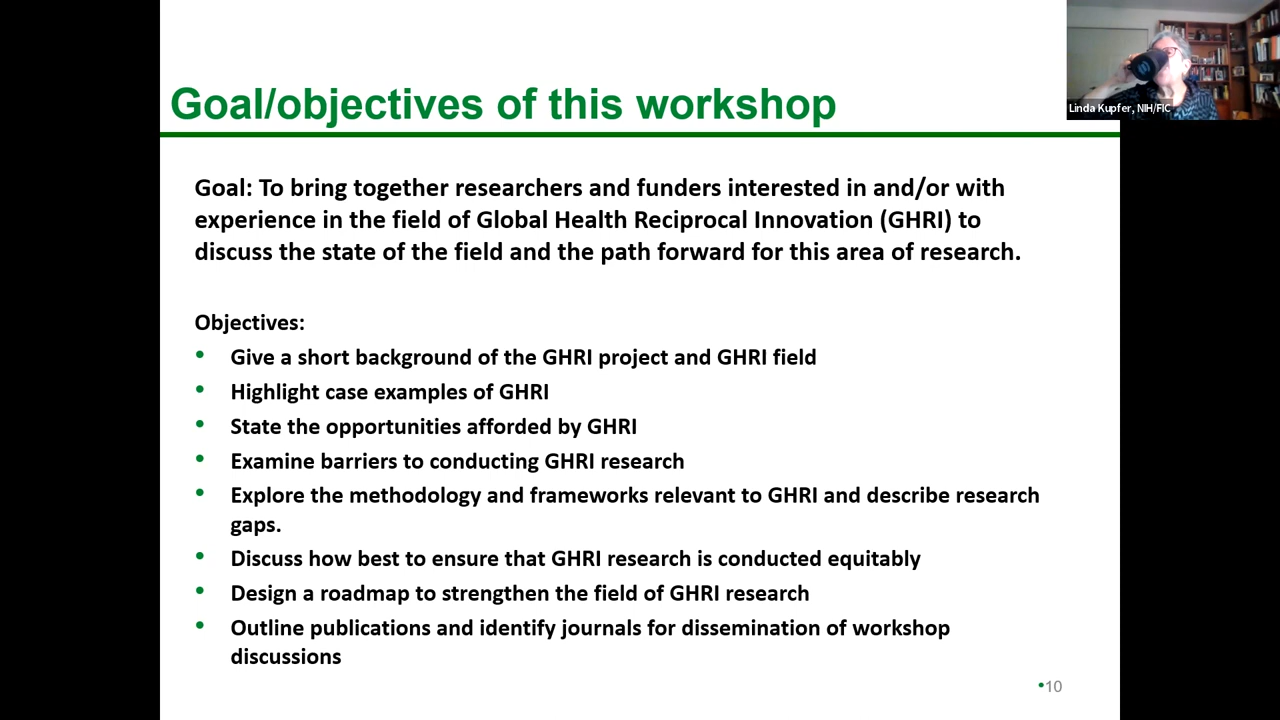 Goal/objectives of this workshop
Linda Kupfer, NIH/FIC
Goal: To bring together researchers and funders interested in and/or with
experience in the field of Global Health Reciprocal Innovation (GHRI) to
discuss the state of the field and the path forward for this area of research.
Objectives:
• Give a short background of the GHRI project and GHRI field
• Highlight case examples of GHRI
• State the opportunities afforded by GHRI
• Examine barriers to conducting GHRI research
• Explore the methodology and frameworks relevant to GHRI and describe research
gaps.
• Discuss how best to ensure that GHRI research is conducted equitably
• Design a roadmap to strengthen the field of GHRI research
• Outline publications and identify journals for dissemination of workshop
discussions
•10